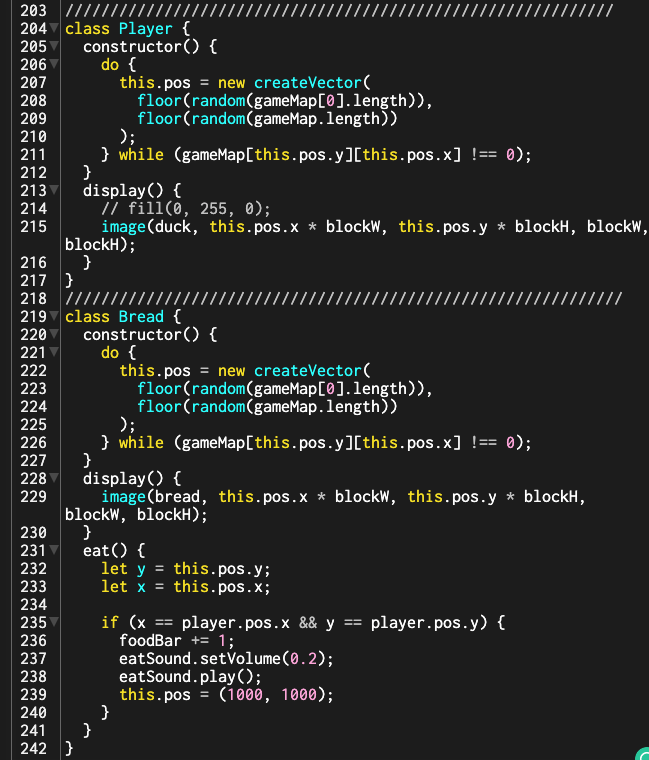 203 /////////////////////////////////////////////////////////////
204 class Player {
205   constructor() {
206     do {
207       this.pos = new createVector(
208         floor(random(gameMap[0].length)),
209         floor(random(gameMap.length))
210       );
211     } while (gameMap[this.pos.y][this.pos.x] !== 0);
212   }
213   display() {
214     // fill(0, 255, 0);
215     image(duck, this.pos.x * blockW, this.pos.y * blockH, blockW,
blockH);
216   }
217 }
218 //////////////////////////////////////////////////////////////
219 class Bread {
220   constructor() {
221     do {
222       this.pos = new createVector(
223         floor(random(gameMap[0].length)),
224         floor(random(gameMap.length))
225       );
226     } while (gameMap[this.pos.y][this.pos.x] !== 0);
227   }
228   display() {
229     image(bread, this.pos.x * blockW, this.pos.y * blockH,
blockW, blockH);
230   }
231   eat() {
232     let y = this.pos.y;
233     let x = this.pos.x;
234
235     if (x == player.pos.x && y == player.pos.y) {
236       foodBar += 1;
237       eatSound.setVolume(0.2);
238       eatSound.play();
239       this.pos = (1000, 1000);
240     }
241   }
242 }